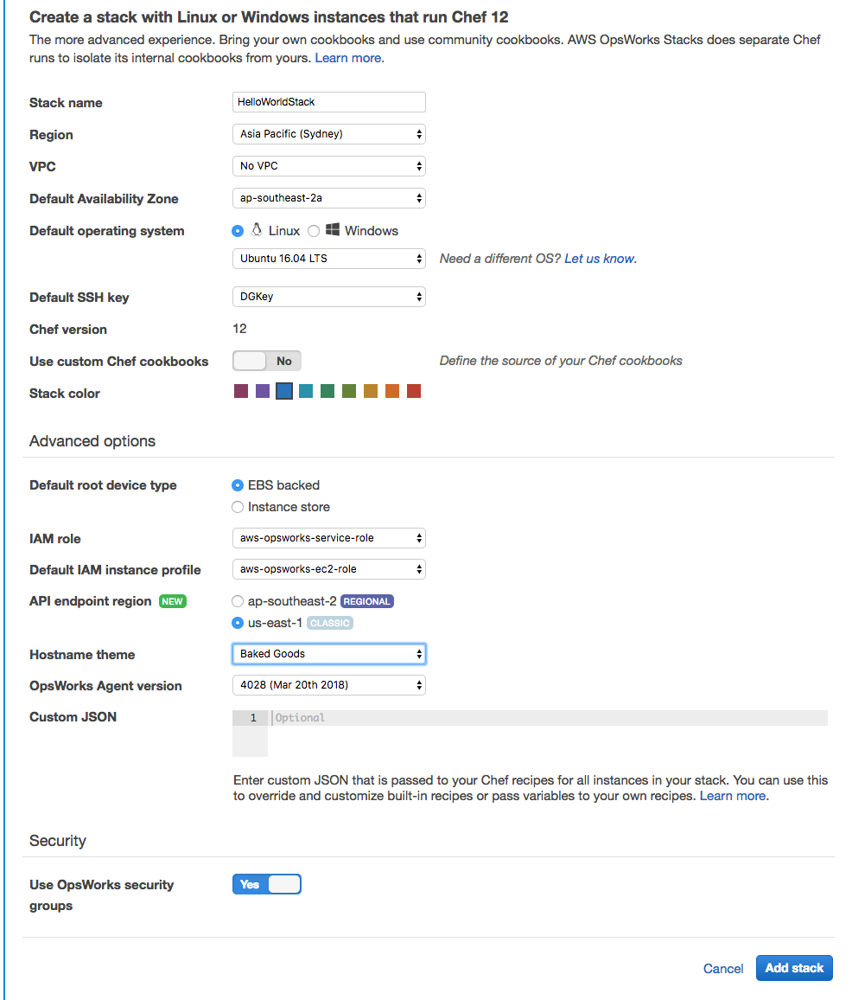 Create a stack with Linux or Windows instances that run Chef 12
The more advanced experience. Bring your own cookbooks and use community cookbooks. AWS OpsWorks Stacks does separate Chef
runs to isolate its internal cookbooks from yours. Learn more.
Stack name HelloWorldStack
Region Asia Pacific (Sydney)
VPC No VPC
Default Availability Zone ap-southeast-2a
Default operating system Linux Windows
Ubuntu 16.04 LTS Need a different OS? Let us know.
Default SSH key DGKey
Chef version 12
Use custom Chef cookbooks No Define the source of your Chef cookbooks
Stack color
Advanced options
Default root device type EBS backed
Instance store
IAM role aws-opsworks-service-role
Default IAM instance profile aws-opsworks-ec2-role
API endpoint region NEW ap-southeast-2 REGIONAL
us-east-1 CLASSIC
Hostname theme Baked Goods
OpsWorks Agent version 4028 (Mar 20th 2018)
Custom JSON 1 Optional
Enter custom JSON that is passed to your Chef recipes for all instances in your stack. You can use this
to override and customize built-in recipes or pass variables to your own recipes. Learn more.
Security
Use OpsWorks security Yes
groups
Cancel Add stack